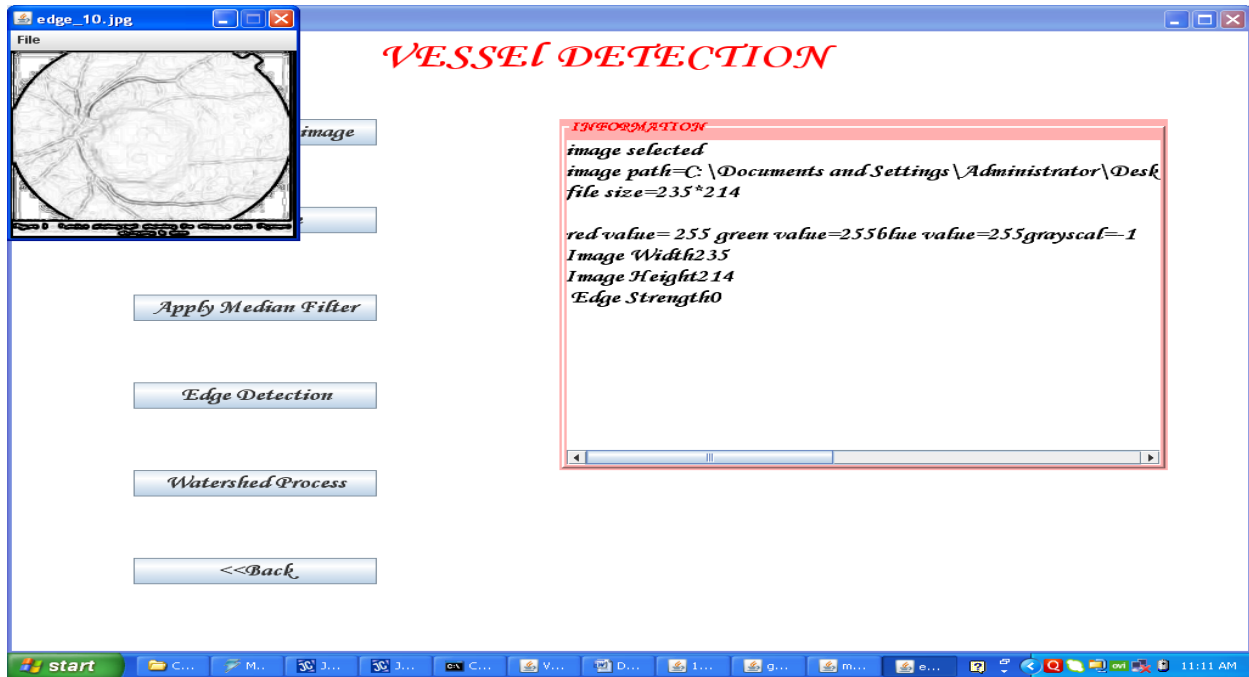 edge_10.jpg
File
VESSEl DETECTION
image
Apply Median Filter
Edge Detection
Watershed Process
<<Back
INFORMATION
image selected
image path=C: \Documents and Settings \Administrator\Desk
file size=235*214
red value= 255 green value=255blue value=255grayscal=-1
Image Width235
Image Height214
Edge Strength0
start
C...
M..
J...
J...
C...
V...
D...
1...
g...
m...
e...
ovi
11:11 AM